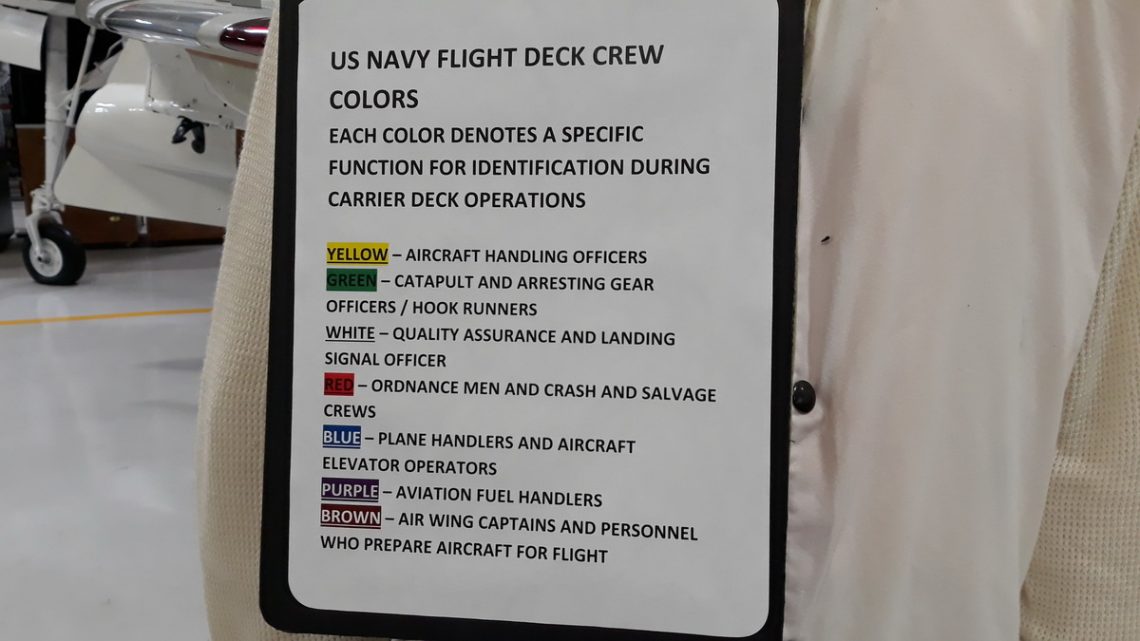 US NAVY FLIGHT DECK CREW
COLORS
EACH COLOR DENOTES A SPECIFIC
FUNCTION FOR IDENTIFICATION DURING
CARRIER DECK OPERATIONS
YELLOW – AIRCRAFT HANDLING OFFICERS
GREEN – CATAPULT AND ARRESTING GEAR
OFFICERS / HOOK RUNNERS
WHITE – QUALITY ASSURANCE AND LANDING
SIGNAL OFFICER
RED – ORDNANCE MEN AND CRASH AND SALVAGE
CREWS
BLUE – PLANE HANDLERS AND AIRCRAFT
ELEVATOR OPERATORS
PURPLE – AVIATION FUEL HANDLERS
BROWN – AIR WING CAPTAINS AND PERSONNEL
WHO PREPARE AIRCRAFT FOR FLIGHT